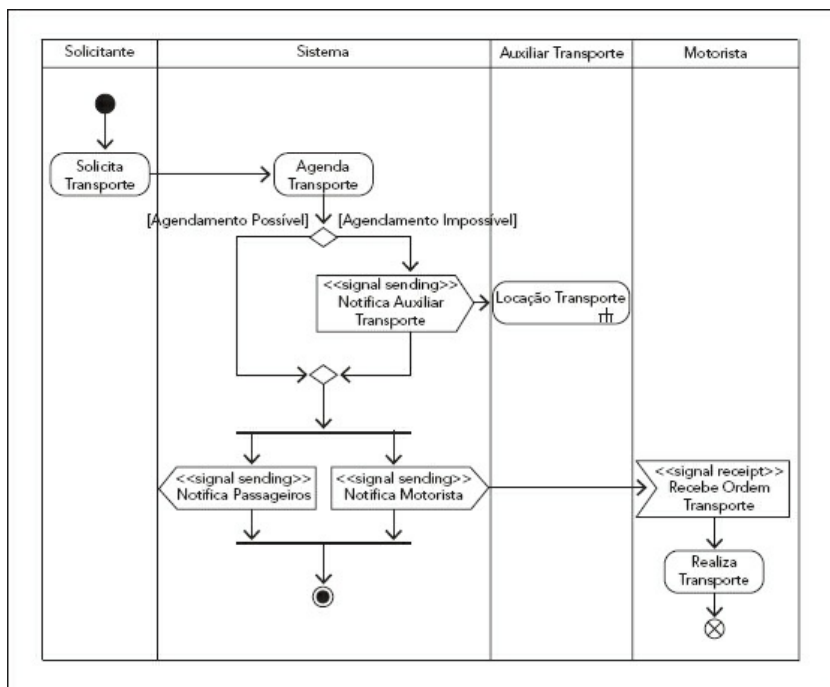 Solicitante
Sistema
Auxiliar Transporte
Motorista
Solicita
Transporte
Agenda
Transporte
[Agendamento Possível]
[Agendamento Impossível]
<<signal sending>>
Notifica Auxiliar
Transporte
Locação Transporte
<<signal sending>>
Notifica Passageiros
<<signal sending>>
Notifica Motorista
<<signal receipt>>
Recebe Ordem
Transporte
Realiza
Transporte